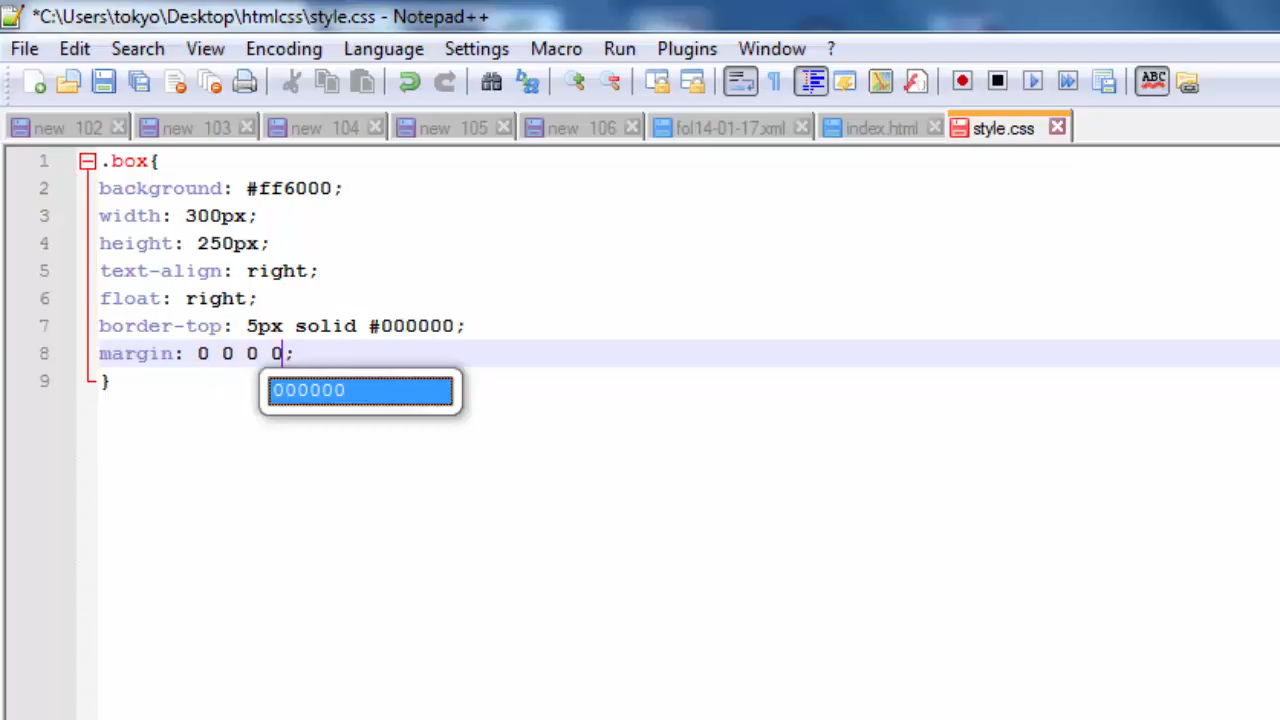 *C:\Users\tokyo\Desktop\htmlcss\style.css - Notepad++
File Edit Search View Encoding Language Settings Macro Run Plugins Window ?
ABC
new 102 new 103 new 104 new 105 new 106 fol14-01-17.xml index.html style.css
1 .box{
2 background: #ff6000;
3 width: 300px;
4 height: 250px;
5 text-align: right;
6 float: right;
7 border-top: 5px solid #000000;
8 margin: 0 0 0 0;
000000
9 }